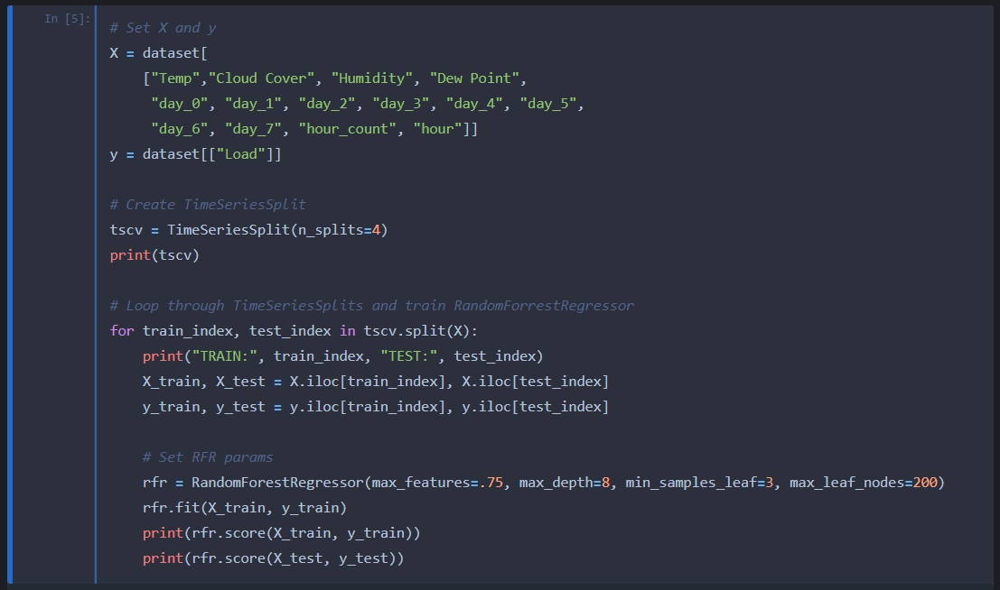 In [5]:
# Set X and y
X = dataset[
["Temp","Cloud Cover", "Humidity", "Dew Point",
"day_0", "day_1", "day_2", "day_3", "day_4", "day_5",
"day_6", "day_7", "hour_count", "hour"]]
y = dataset[["Load"]]
# Create TimeSeriesSplit
tscv = TimeSeriesSplit(n_splits=4)
print(tscv)
# Loop through TimeSeriesSplits and train RandomForrestRegressor
for train_index, test_index in tscv.split(X):
print("TRAIN:", train_index, "TEST:", test_index)
X_train, X_test = X.iloc[train_index], X.iloc[test_index]
y_train, y_test = y.iloc[train_index], y.iloc[test_index]
# Set RFR params
rfr = RandomForestRegressor(max_features=.75, max_depth=8, min_samples_leaf=3, max_leaf_nodes=200)
rfr.fit(X_train, y_train)
print(rfr.score(X_train, y_train))
print(rfr.score(X_test, y_test))